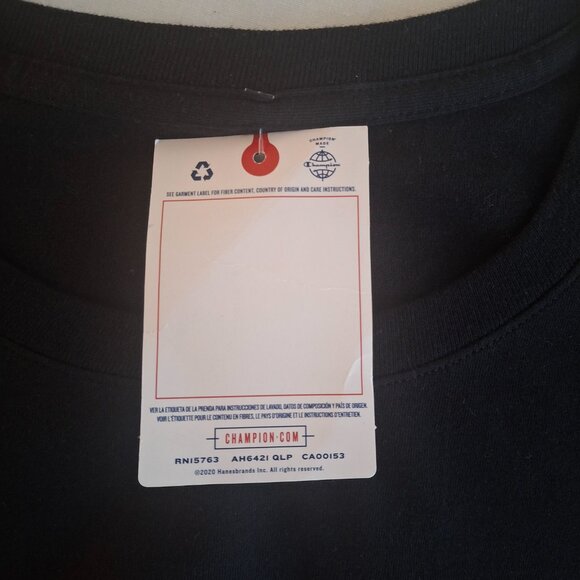 CHAMPION
MADE
Champion
SEE GARMENT LABEL FOR FIBER CONTENT, COUNTRY OF ORIGIN AND CARE INSTRUCTIONS.
VER LA ETIQUETA DE LA PRENDA PARA INSTRUCCIONES DE LAVADO, DATOS DE COMPOSICIÓN Y PAÍS DE ORIGEN.
VOIR L'ÉTIQUETTE POUR LE CONTENU EN FIBRES, LE PAYS D'ORIGINE ET LE INSTRUCTIONS D'ENTRETIEN.
CHAMPION·COM
RN15763 AH6421 QLP CA00153
©2020 Hanesbrands Inc. All rights reserved.